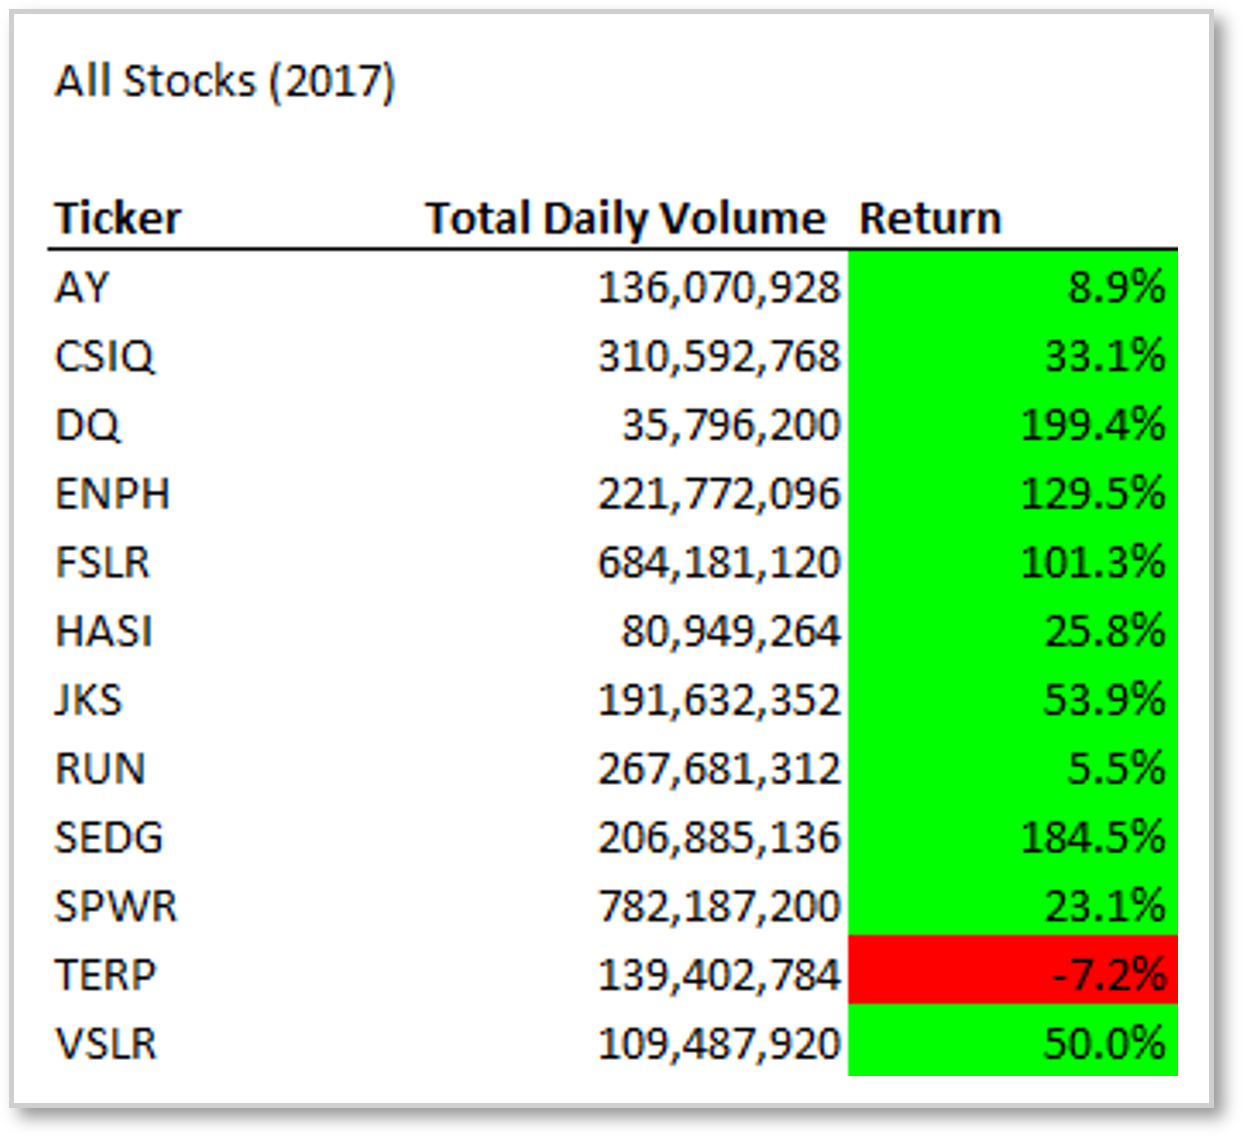 All Stocks (2017)
Ticker Total Daily Volume Return
AY 136,070,928 8.9%
CSIQ 310,592,768 33.1%
DQ 35,796,200 199.4%
ENPH 221,772,096 129.5%
FSLR 684,181,120 101.3%
HASI 80,949,264 25.8%
JKS 191,632,352 53.9%
RUN 267,681,312 5.5%
SEDG 206,885,136 184.5%
SPWR 782,187,200 23.1%
TERP 139,402,784 -7.2%
VSLR 109,487,920 50.0%